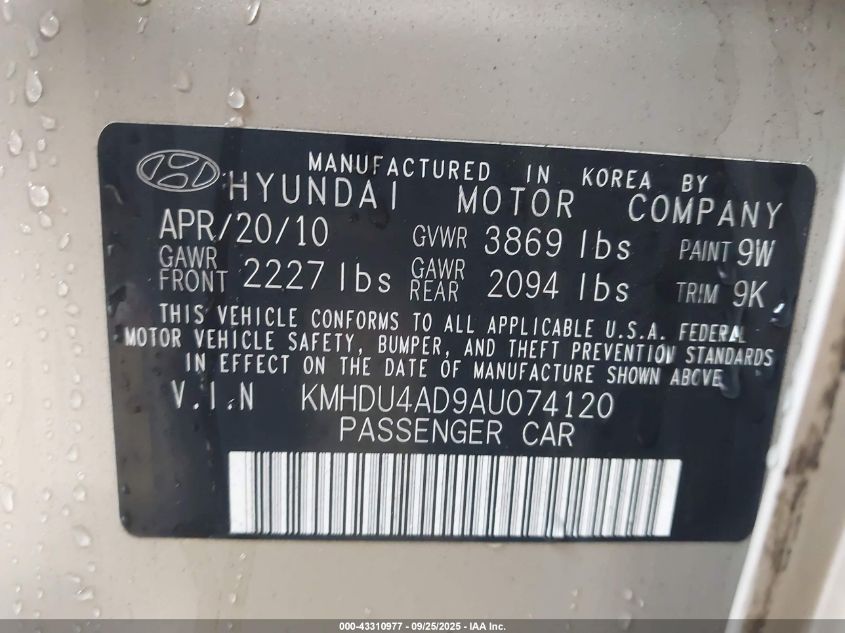 MANUFACTURED IN KOREA BY
HYUNDAI MOTOR COMPANY
APR/20/10 GVWR 3869 lbs PAINT 9W
GAWR FRONT 2227 lbs GAWR REAR 2094 lbs TRIM 9K
THIS VEHICLE CONFORMS TO ALL APPLICABLE U.S.A. FEDERAL
MOTOR VEHICLE SAFETY, BUMPER, AND THEFT PREVENTION STANDARDS
IN EFFECT ON THE DATE OF MANUFACTURE SHOWN ABOVE
V.I.N KMHDU4AD9AU074120
PASSENGER CAR
000-43310977 - 09/25/2025 - IAA Inc.